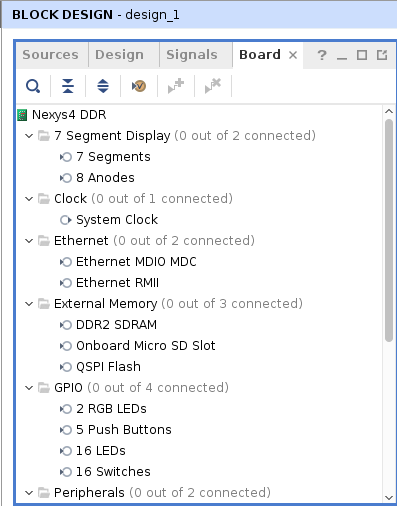 BLOCK DESIGN - design_1
Sources Design Signals Board
Nexys4 DDR
7 Segment Display (0 out of 2 connected)
7 Segments
8 Anodes
Clock (0 out of 1 connected)
System Clock
Ethernet (0 out of 2 connected)
Ethernet MDIO MDC
Ethernet RMII
External Memory (0 out of 3 connected)
DDR2 SDRAM
Onboard Micro SD Slot
QSPI Flash
GPIO (0 out of 4 connected)
2 RGB LEDs
5 Push Buttons
16 LEDs
16 Switches
Peripherals (0 out of 2 connected)